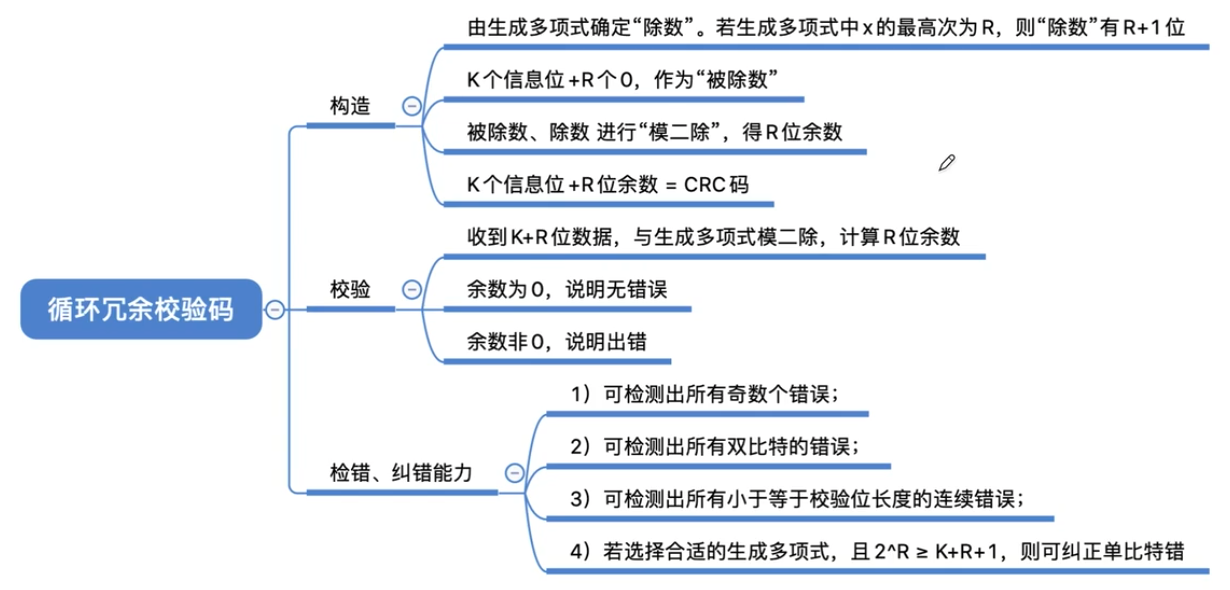 由生成多项式确定“除数”。若生成多项式中x的最高次为R，则“除数”有R+1位
K个信息位+R个0，作为“被除数”
构造
被除数、除数 进行“模二除”，得R位余数
K个信息位+R位余数 = CRC码
收到K+R位数据，与生成多项式模二除，计算R位余数
校验
余数为0，说明无错误
循环冗余校验码
余数非0，说明出错
1）可检测出所有奇数个错误；
2）可检测出所有双比特的错误；
检错、纠错能力
3）可检测出所有小于等于校验位长度的连续错误；
4）若选择合适的生成多项式，且2^R ≥ K+R+1，则可纠正单比特错